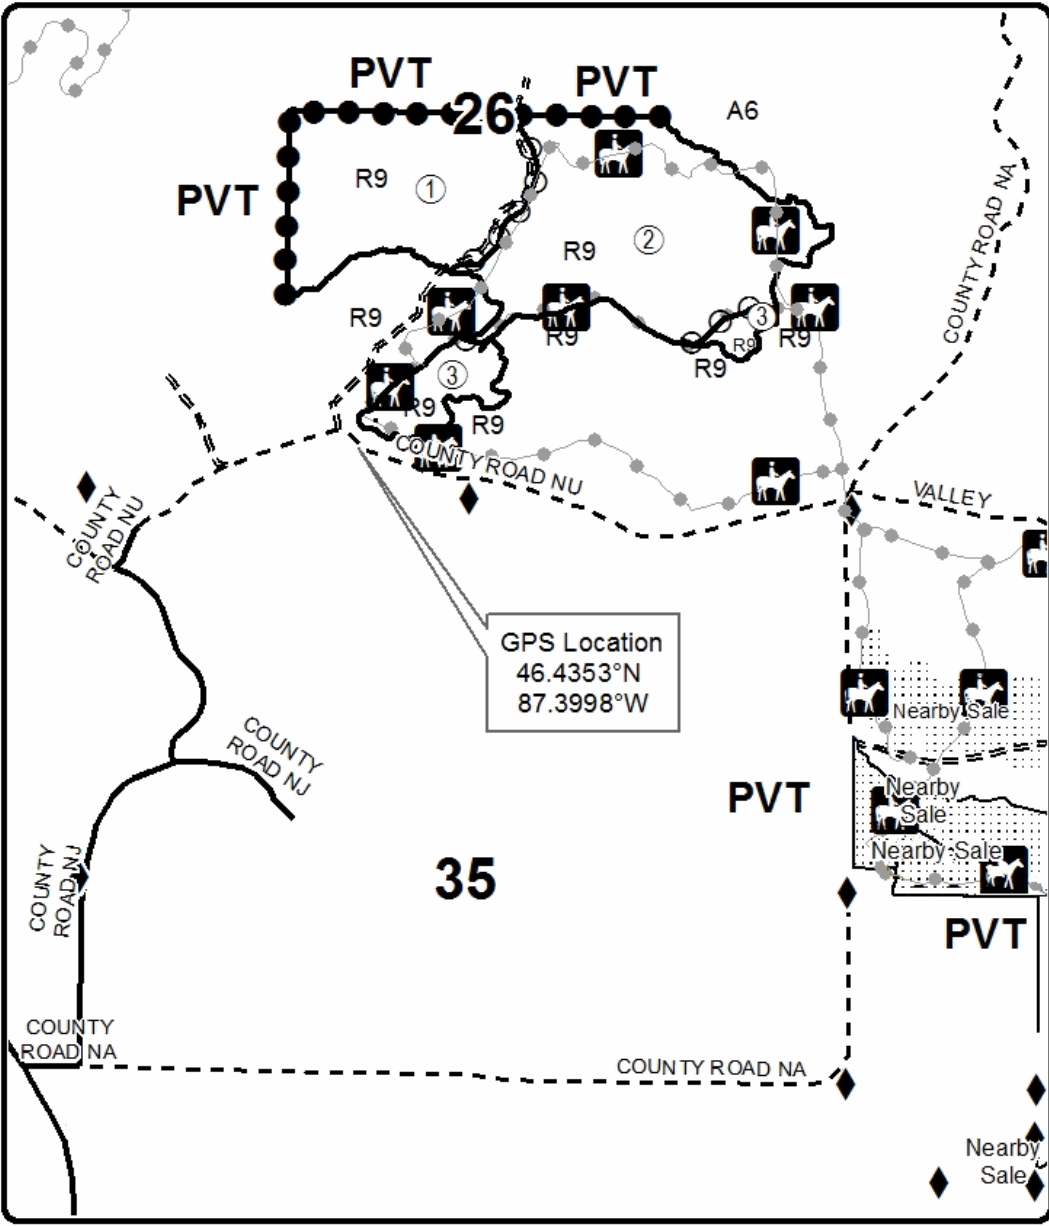 PVT
PVT
26
A6
R9
①
PVT
COUNTY ROAD NA
②
R9
R9
R9
③
R9
R9
R9
③
R9
R9
COUNTY ROAD NU
VALLEY
COUNTY
ROAD NU
GPS Location
46.4353°N
87.3998°W
Nearby Sale
COUNTY
ROAD NJ
PVT
Nearby
Sale
Nearby Sale
COUNTY
ROAD NJ
35
PVT
COUNTY
ROAD NA
COUNTY ROAD NA
Nearby
Sale